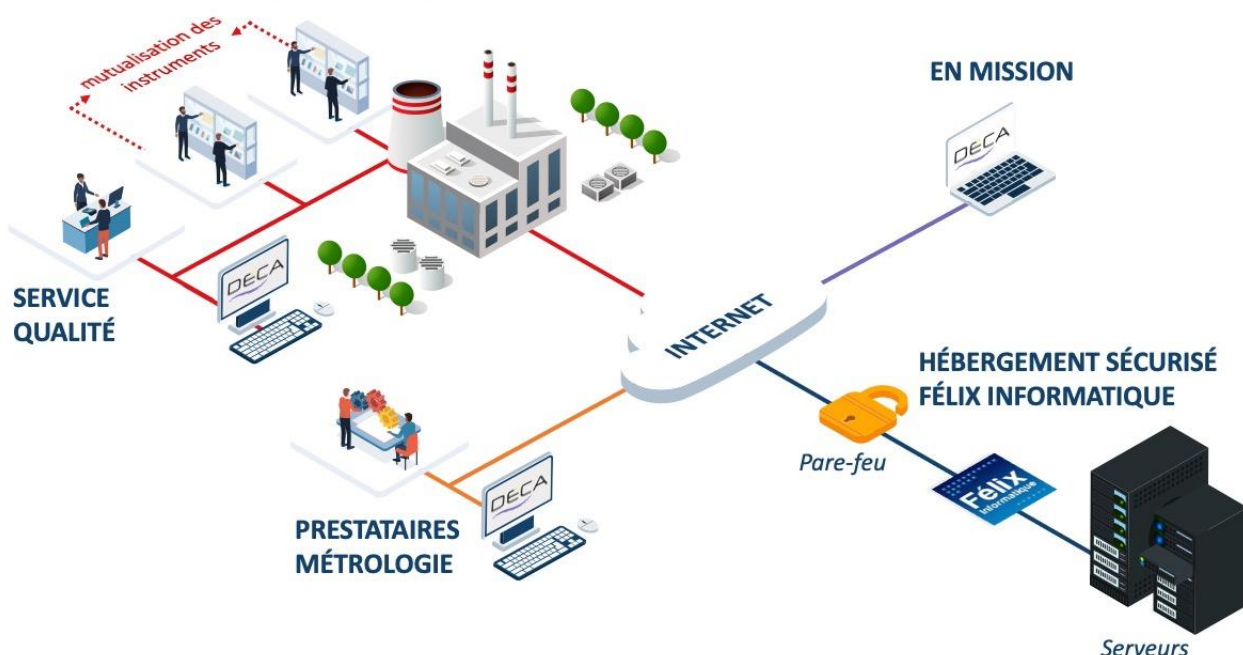 mutualisation des
instruments
EN MISSION
DECA
SERVICE
QUALITÉ
DECA
INTERNET
HÉBERGEMENT SÉCURISÉ
FÉLIX INFORMATIQUE
Pare-feu
Félix
informatique
PRESTATAIRES
MÉTROLOGIE
DECA
Serveurs